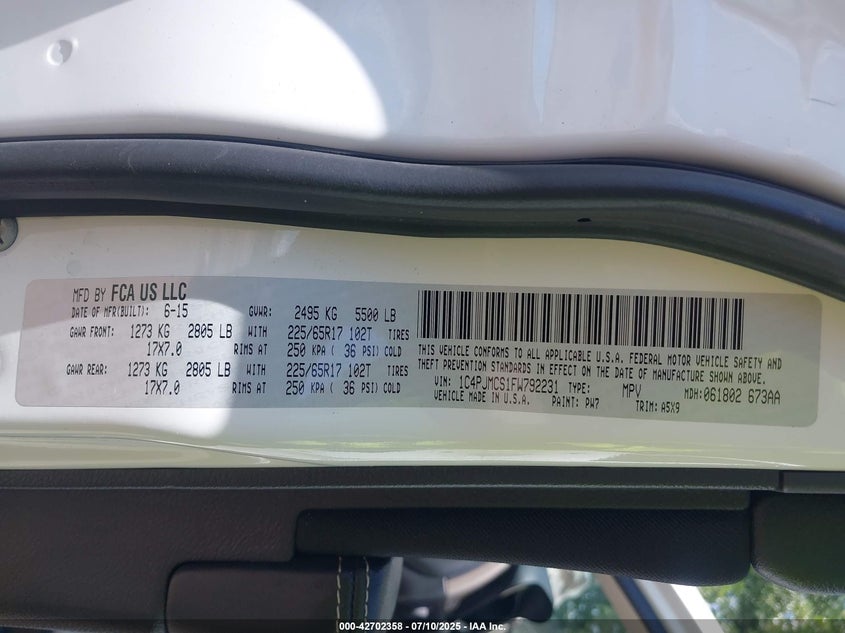 MFD BY FCA US LLC
DATE OF MFR(BUILT): 6-15 GVWR: 2495 KG 5500 LB
GAWR FRONT: 1273 KG 2805 LB WITH 225/65R17 102T TIRES
17X7.0 RIMS AT 250 KPA ( 36 PSI) COLD
GAWR REAR: 1273 KG 2805 LB WITH 225/65R17 102T TIRES
17X7.0 RIMS AT 250 KPA ( 36 PSI) COLD
THIS VEHICLE CONFORMS TO ALL APPLICABLE U.S.A. FEDERAL MOTOR VEHICLE SAFETY AND
THEFT PREVENTION STANDARDS IN EFFECT ON THE DATE OF MANUFACTURE SHOWN ABOVE.
VIN: 1C4PJMCS1FW792231 TYPE: MPV MDH:061802 673AA
VEHICLE MADE IN U.S.A. PAINT: PW7 TRIM: A5X9
000-42702358 - 07/10/2025 - IAA Inc.